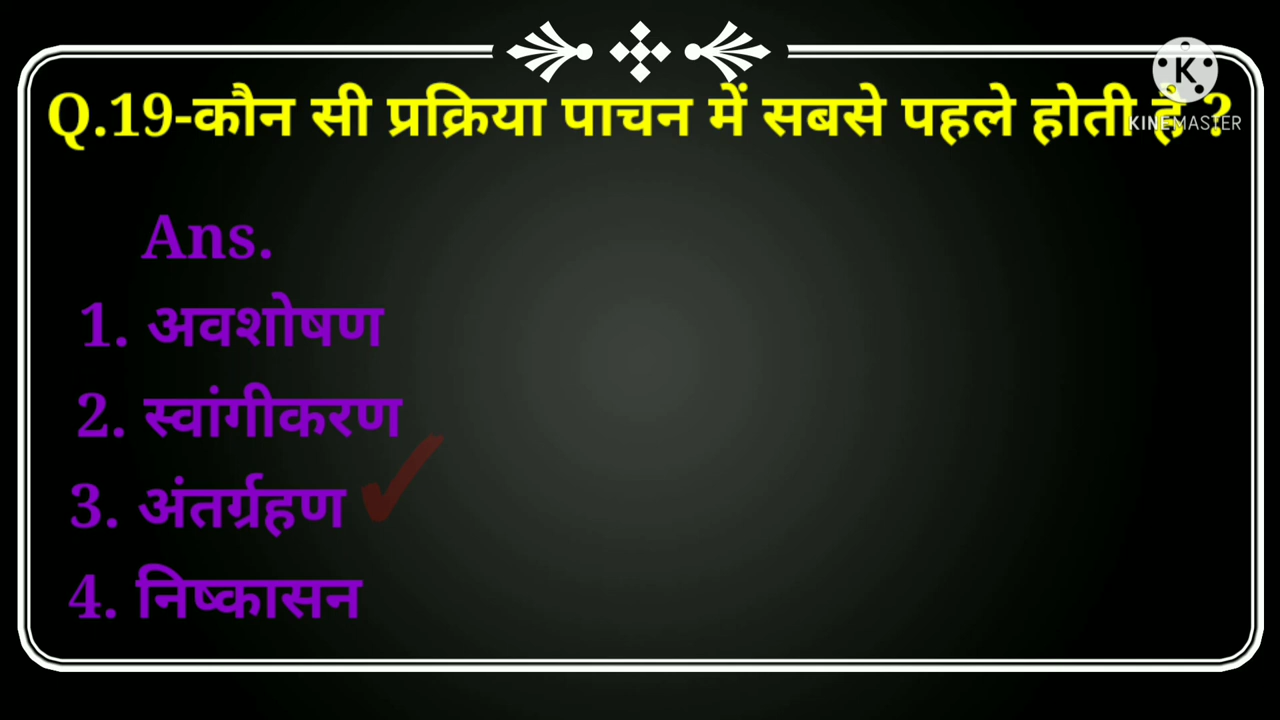 Q.19-कौन सी प्रक्रिया पाचन में सबसे पहले होती है ?
KINEMASTER
Ans.
1. अवशोषण
2. स्वांगीकरण
3. अंतर्ग्रहण
4. निष्कासन